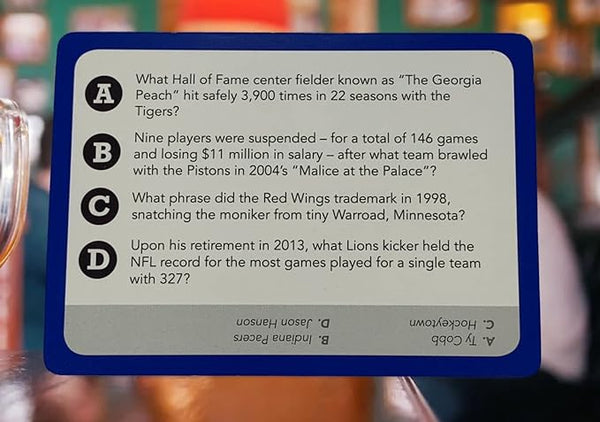 A What Hall of Fame center fielder known as "The Georgia
Peach" hit safely 3,900 times in 22 seasons with the
Tigers?
B Nine players were suspended – for a total of 146 games
and losing $11 million in salary – after what team brawled
with the Pistons in 2004's "Malice at the Palace"?
C What phrase did the Red Wings trademark in 1998,
snatching the moniker from tiny Warroad, Minnesota?
D Upon his retirement in 2013, what Lions kicker held the
NFL record for the most games played for a single team
with 327?
A. Ty Cobb B. Indiana Pacers
C. Hockeytown D. Jason Hanson